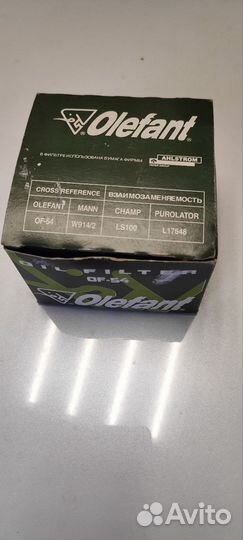 Olefant
В ФИЛЬТРЕ ИСПОЛЬЗОВАНА БУМАГА ФИРМЫ AHLSTROM
CROSS REFERENCE ВЗАИМОЗАМЕНЯЕМОСТЬ
OLEFANT MANN CHAMP PUROLATOR
OF-54 W914/2 LS100 L17548
OIL FILTER
OF-54
Olefant
Avito